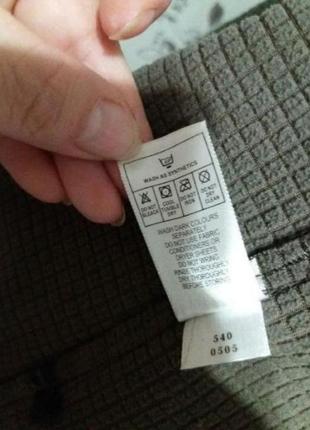 WASH AS SYNTHETICS
DO NOT BLEACH
COOL TUMBLE DRY
DO NOT IRON
DO NOT DRY CLEAN
WASH DARK COLOURS
SEPARATELY
DO NOT USE FABRIC
CONDITIONERS OR
DRYER SHEETS
DO NOT WRING
RINSE THOROUGHLY
DRY THOROUGHLY
BEFORE STORING
540
0505